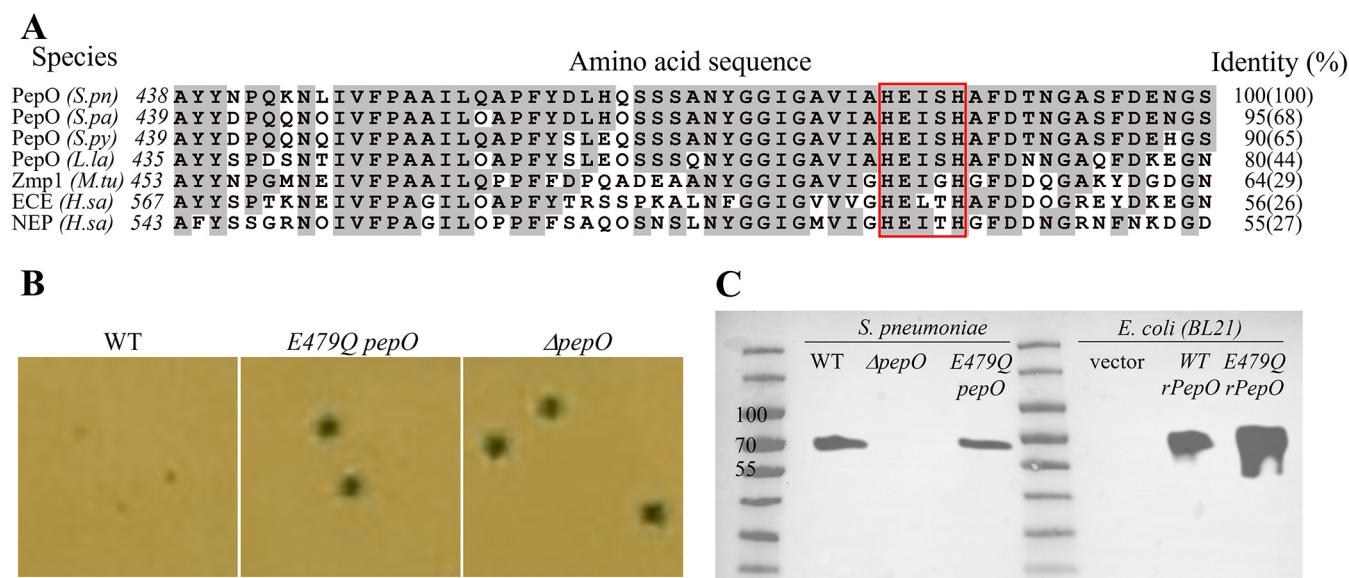 A
Species Amino acid sequence Identity (%)
PepO (S.pn) 438 AYYNPQKNLIVFPAAILQAPFYDLHQSSSANYGGIGAVIAHEISHAFDTNGASFDENGS 100(100)
PepO (S.pa) 439 AYYDPQQNOIVFPAAILOAPFYDLHOSSSANYGGIGAVIAHEISHAFDTNGASFDENGS 95(68)
PepO (S.py) 439 AYYDSQQNQIVFPAAILQAPFYSLEQSSSANYGGIGAVIAHEISHAFDTNGASFDEHGS 90(65)
PepO (L.la) 435 AYYSPDSNTIVFPAAILOAPFYSLEOSSSQNYGGIGAVIAHEISHAFDNNGAQFDKEGN 80(44)
Zmp1 (M.tu) 453 AYYNPGMNEIVFPAAILQPPFFDPQADEAANYGGIGAVIGHEIGHGFDDQGAKYDGDGN 64(29)
ECE (H.sa) 567 AYYSPTKNEIVFPAGILOAPFYTRSSPKALNFGGIGVVVGHELTHAFDDOGREYDKEGN 56(26)
NEP (H.sa) 543 AFYSSGRNOIVFPAGILOPPFFSAQOSNSLNYGGIGMVIGHEITHGFDDNGRNFNKDGD 55(27)
B
WT E479Q pepO ΔpepO
C
S. pneumoniae E. coli (BL21)
WT ΔpepO E479Q pepO vector WT rPepO E479Q rPepO
100
70
55